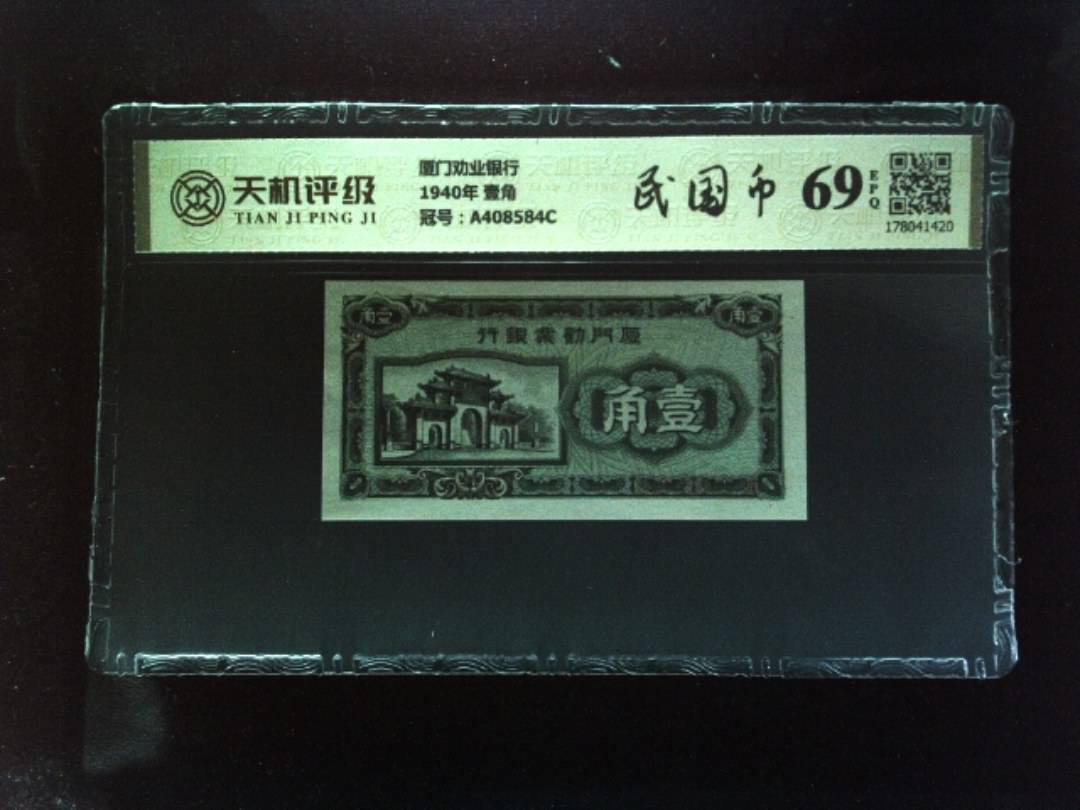 天机评级
TIAN JI PING JI
厦门劝业银行
1940年 壹角
冠号：A408584C
民国币
69
EPQ
178041420
角壹
角壹
行銀業勸門厦
角壹